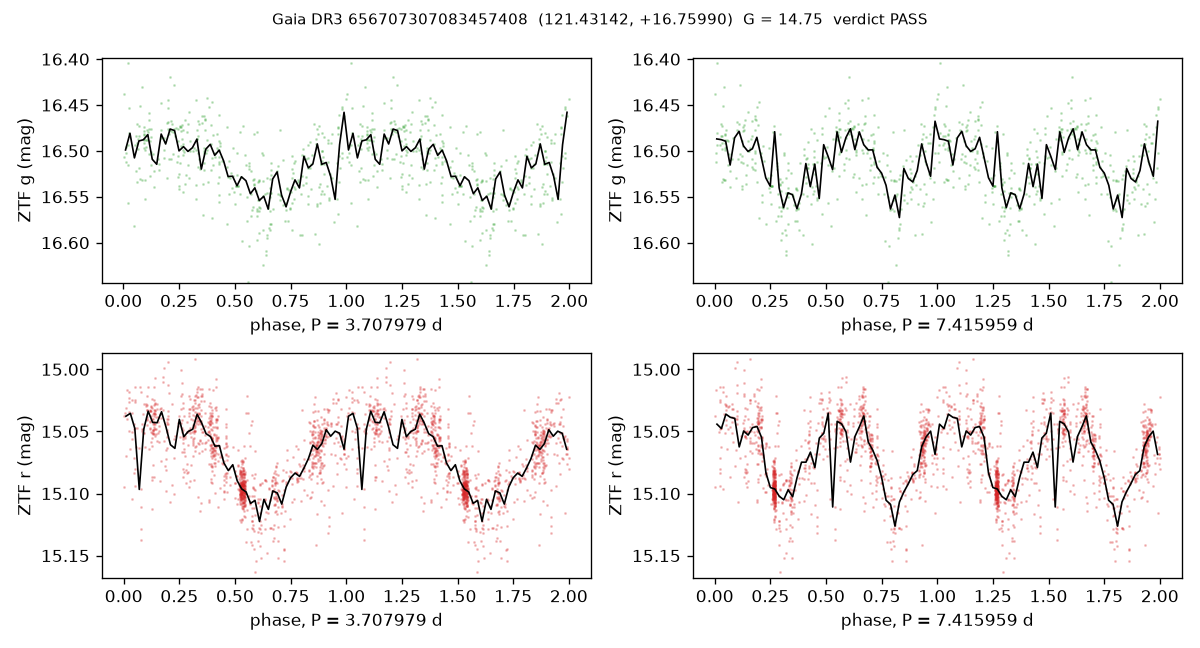 Gaia DR3 656707307083457408  (121.43142, +16.75990)  G = 14.75  verdict PASS
ZTF g (mag)
16.40
16.45
16.50
16.55
16.60
0.00 0.25 0.50 0.75 1.00 1.25 1.50 1.75 2.00
phase, P = 3.707979 d
ZTF g (mag)
16.40
16.45
16.50
16.55
16.60
0.00 0.25 0.50 0.75 1.00 1.25 1.50 1.75 2.00
phase, P = 7.415959 d
ZTF r (mag)
15.00
15.05
15.10
15.15
0.00 0.25 0.50 0.75 1.00 1.25 1.50 1.75 2.00
phase, P = 3.707979 d
ZTF r (mag)
15.00
15.05
15.10
15.15
0.00 0.25 0.50 0.75 1.00 1.25 1.50 1.75 2.00
phase, P = 7.415959 d